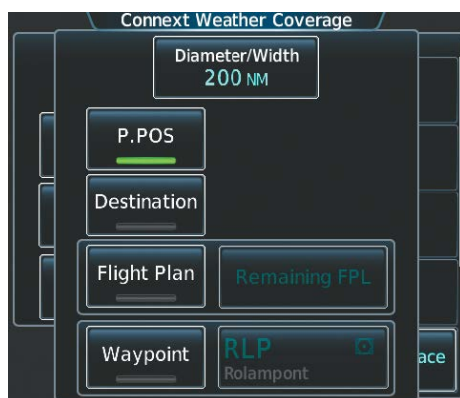 Connext Weather Coverage
Diameter/Width
200 NM
P.POS
Destination
Flight Plan
Remaining FPL
Waypoint
RLP
Rolampont
ace